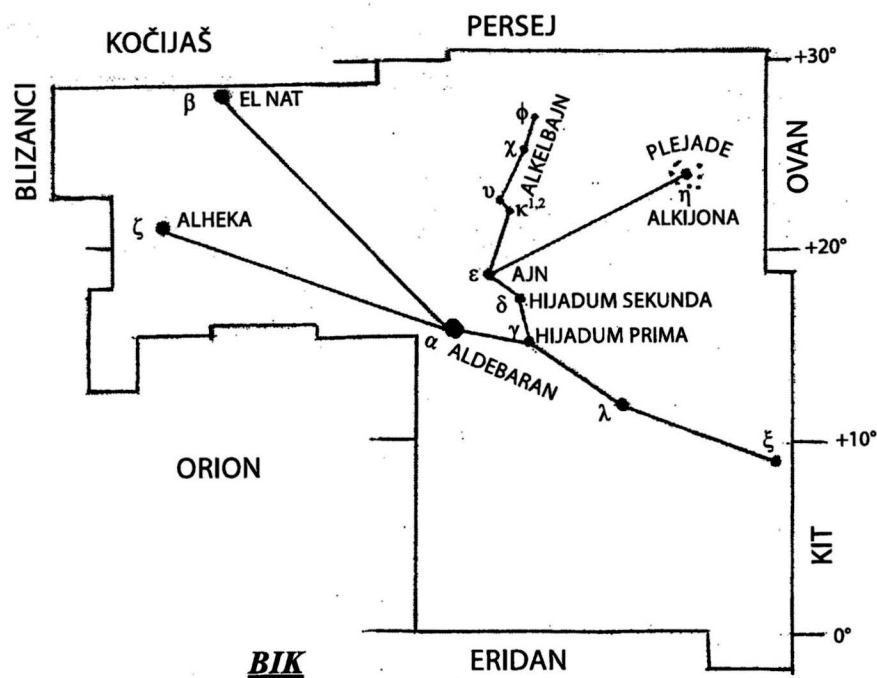 KOČIJAŠ
PERSEJ
+30°
BLIZANCI
β
EL NAT
φ
χ
ALKELBAJN
υ
κ1,2
PLEJADE
η
ALKIJONA
OVAN
ζ
ALHEKA
+20°
ε
AJN
δ
HIJADUM SEKUNDA
γ
HIJADUM PRIMA
α
ALDEBARAN
λ
ξ
+10°
ORION
KIT
0°
BIK
ERIDAN